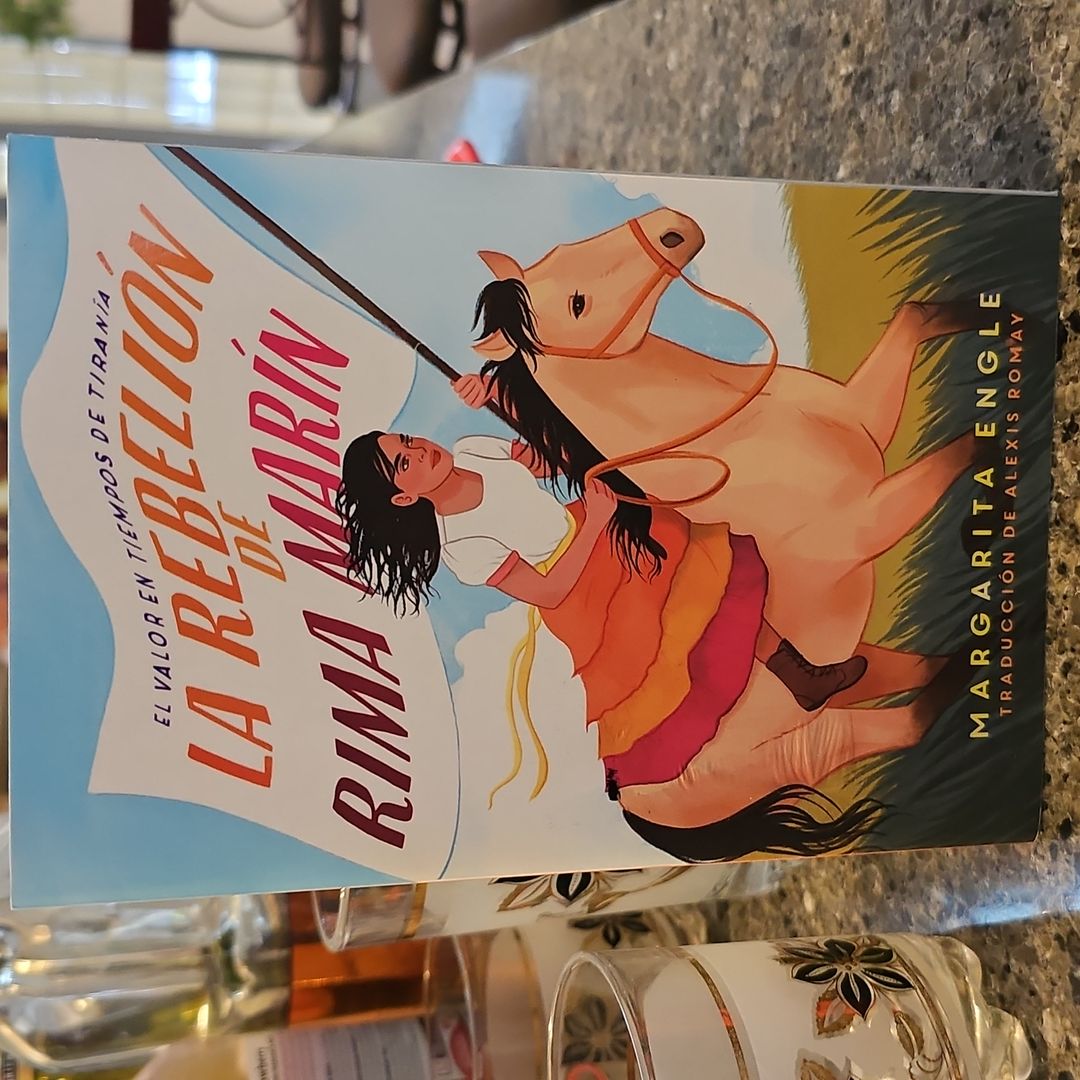 EL VALOR EN TIEMPOS DE TIRANÍA
LA REBELIÓN
DE
RIMA MARÍN
MARGARITA ENGLE
TRADUCCIÓN DE ALEXIS ROMAY